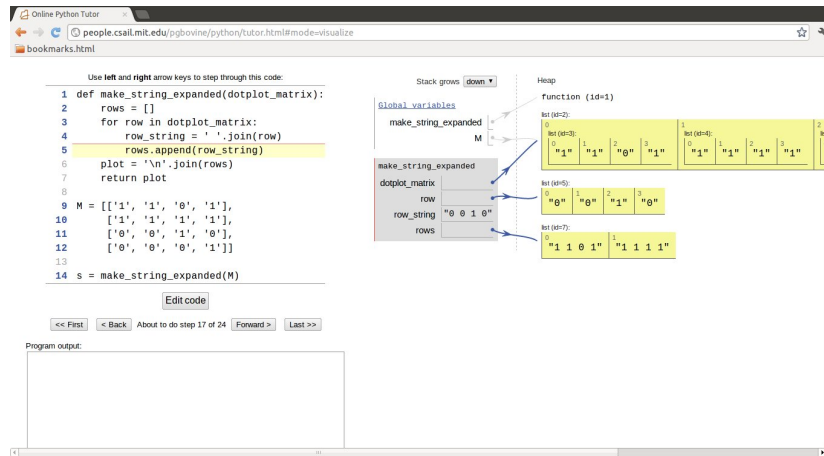 Online Python Tutor
people.csail.mit.edu/pgbovine/python/tutor.html#mode=visualize
bookmarks.html
Use left and right arrow keys to step through this code:
1 def make_string_expanded(dotplot_matrix):
2     rows = []
3     for row in dotplot_matrix:
4         row_string = ' '.join(row)
5         rows.append(row_string)
6     plot = '\n'.join(rows)
7     return plot
8
9 M = [['1', '1', '0', '1'],
10      ['1', '1', '1', '1'],
11      ['0', '0', '1', '0'],
12      ['0', '0', '0', '1']]
13
14 s = make_string_expanded(M)
Edit code
<< First < Back About to do step 17 of 24 Forward > Last >>
Program output:
Stack grows down
Global variables
make_string_expanded
M
make_string_expanded
dotplot_matrix
row
row_string "0 0 1 0"
rows
Heap
function (id=1)
list (id=2):
0 1 2
list (id=3): list (id=4):
0 1 2 3 0 1 2 3
"1" "1" "0" "1" "1" "1" "1" "1"
list (id=5):
0 1 2 3
"0" "0" "1" "0"
list (id=7):
0 1
"1 1 0 1" "1 1 1 1"